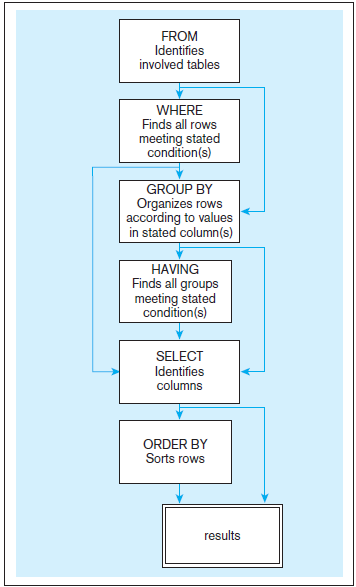 FROM
Identifies
involved tables
WHERE
Finds all rows
meeting stated
condition(s)
GROUP BY
Organizes rows
according to values
in stated column(s)
HAVING
Finds all groups
meeting stated
condition(s)
SELECT
Identifies
columns
ORDER BY
Sorts rows
results